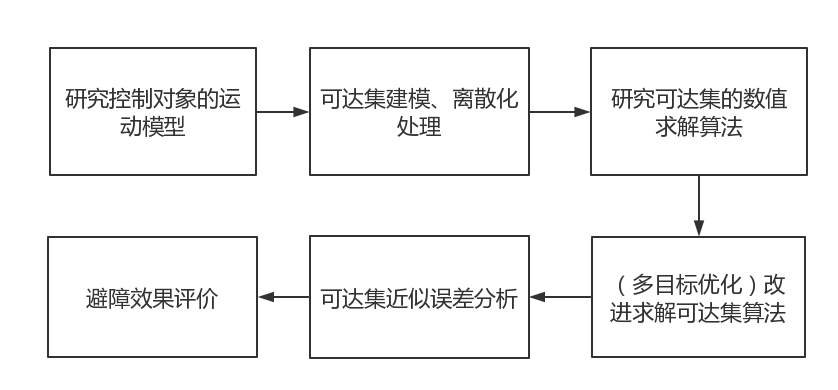 研究控制对象的运
动模型
可达集建模、离散化
处理
研究可达集的数值
求解算法
（多目标优化）改
进求解可达集算法
可达集近似误差分析
避障效果评价